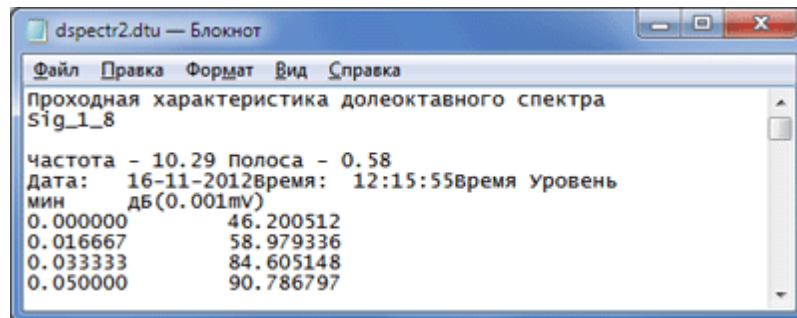 dspectr2.dtu — Блокнот
Файл Правка Формат Вид Справка
Проходная характеристика долеоктавного спектра
Sig_1_8
Частота - 10.29 Полоса - 0.58
Дата: 16-11-2012Время: 12:15:55Время Уровень
мин дБ(0.001mV)
0.000000 46.200512
0.016667 58.979336
0.033333 84.605148
0.050000 90.786797